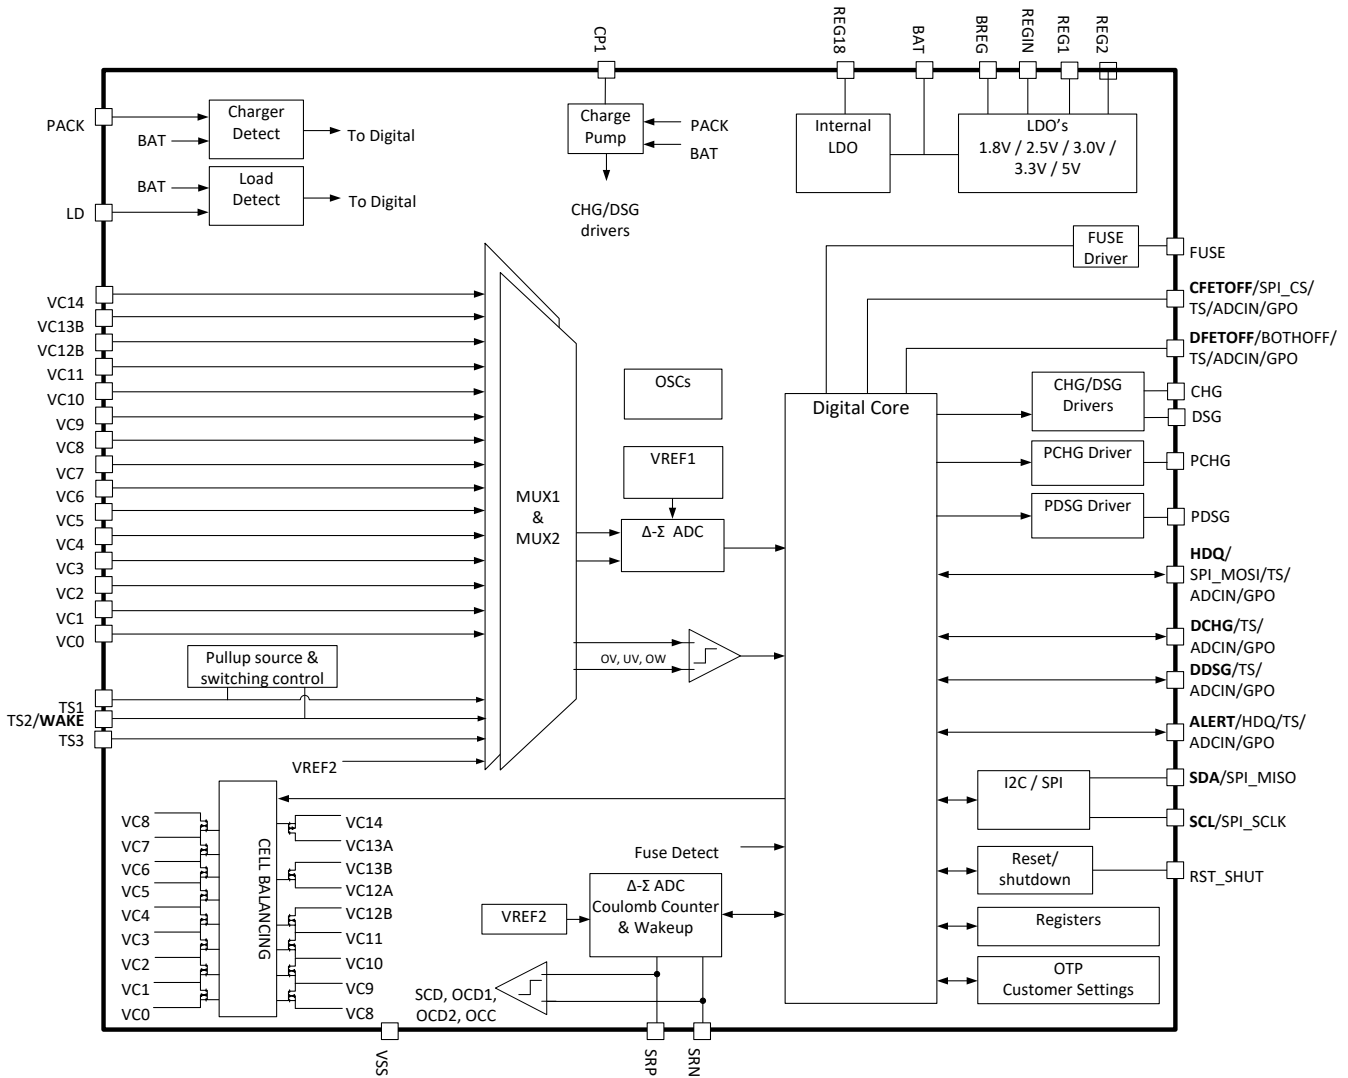 CP1
REG18
BAT
BREG
REGIN
REG1
REG2
PACK
BAT
Charger
Detect
To Digital
BAT
LD
Load
Detect
To Digital
Charge
Pump
PACK
BAT
CHG/DSG
drivers
Internal
LDO
LDO's
1.8V / 2.5V / 3.0V /
3.3V / 5V
FUSE
Driver
FUSE
CFETOFF/SPI_CS/
TS/ADCIN/GPO
DFETOFF/BOTHOFF/
TS/ADCIN/GPO
VC14
VC13B
VC12B
VC11
VC10
VC9
VC8
VC7
VC6
VC5
VC4
VC3
VC2
VC1
VC0
Pullup source &
switching control
TS1
TS2/WAKE
TS3
VREF2
MUX1
&
MUX2
OSCs
VREF1
Δ-Σ ADC
OV, UV, OW
Digital Core
CHG/DSG
Drivers
CHG
DSG
PCHG Driver
PCHG
PDSG Driver
PDSG
HDQ/
SPI_MOSI/TS/
ADCIN/GPO
DCHG/TS/
ADCIN/GPO
DDSG/TS/
ADCIN/GPO
ALERT/HDQ/TS/
ADCIN/GPO
I2C / SPI
SDA/SPI_MISO
SCL/SPI_SCLK
Reset/
shutdown
RST_SHUT
Registers
OTP
Customer Settings
VC8
VC7
VC6
VC5
VC4
VC3
VC2
VC1
VC0
CELL BALANCING
VC14
VC13A
VC13B
VC12A
VC12B
VC11
VC10
VC9
VC8
Fuse Detect
VREF2
Δ-Σ ADC
Coulomb Counter
& Wakeup
SCD, OCD1,
OCD2, OCC
VSS
SRP
SRN